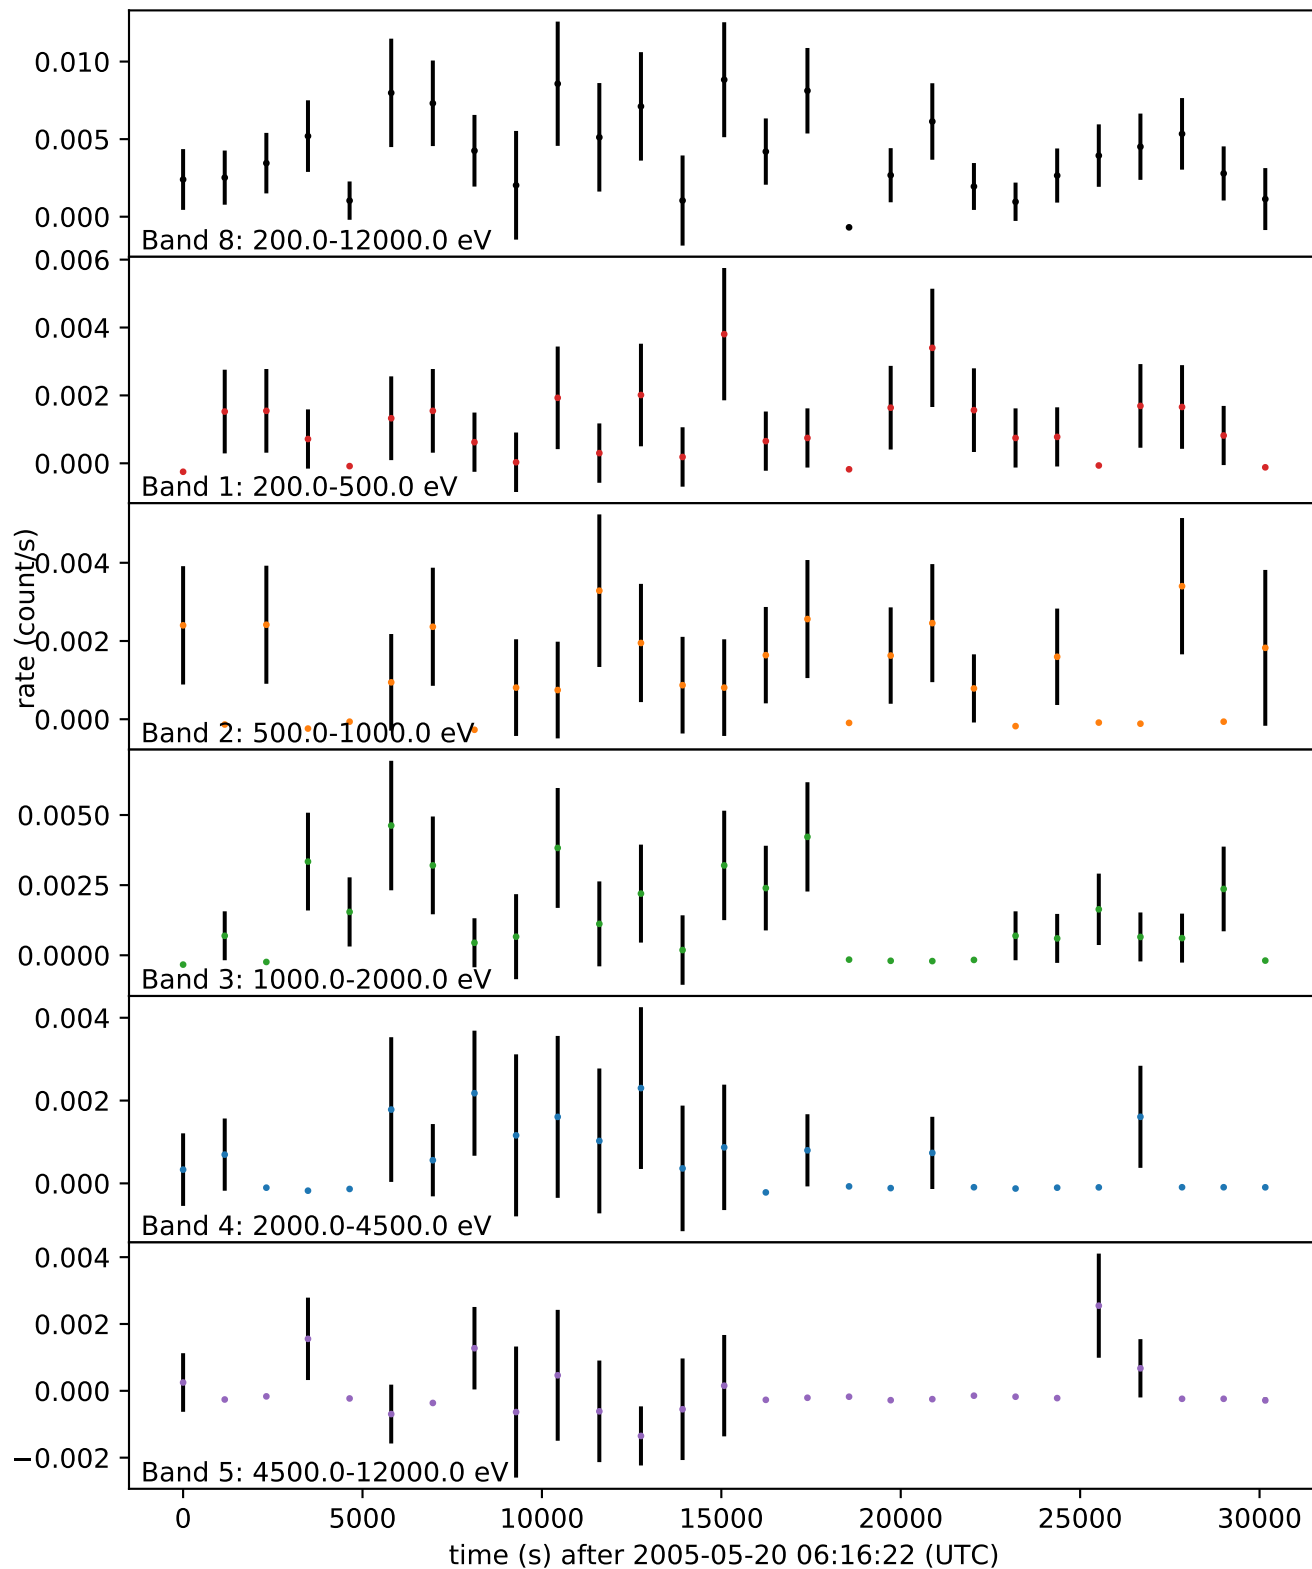 0.010
0.005
0.000
Band 8: 200.0-12000.0 eV
0.006
0.004
0.002
0.000
Band 1: 200.0-500.0 eV
rate (count/s)
0.004
0.002
0.000
Band 2: 500.0-1000.0 eV
0.0050
0.0025
0.0000
Band 3: 1000.0-2000.0 eV
0.004
0.002
0.000
Band 4: 2000.0-4500.0 eV
0.004
0.002
0.000
−0.002
Band 5: 4500.0-12000.0 eV
0 5000 10000 15000 20000 25000 30000
time (s) after 2005-05-20 06:16:22 (UTC)